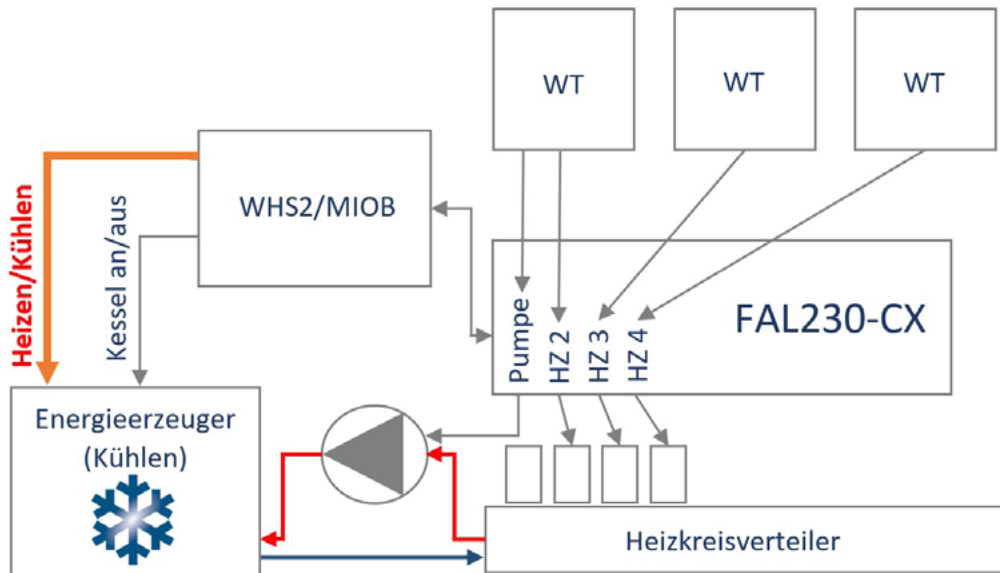 WT
WT
WT
WHS2/MIOB
Heizen/Kühlen
Kessel an/aus
Pumpe
HZ 2
HZ 3
HZ 4
FAL230-CX
Energieerzeuger
(Kühlen)
Heizkreisverteiler